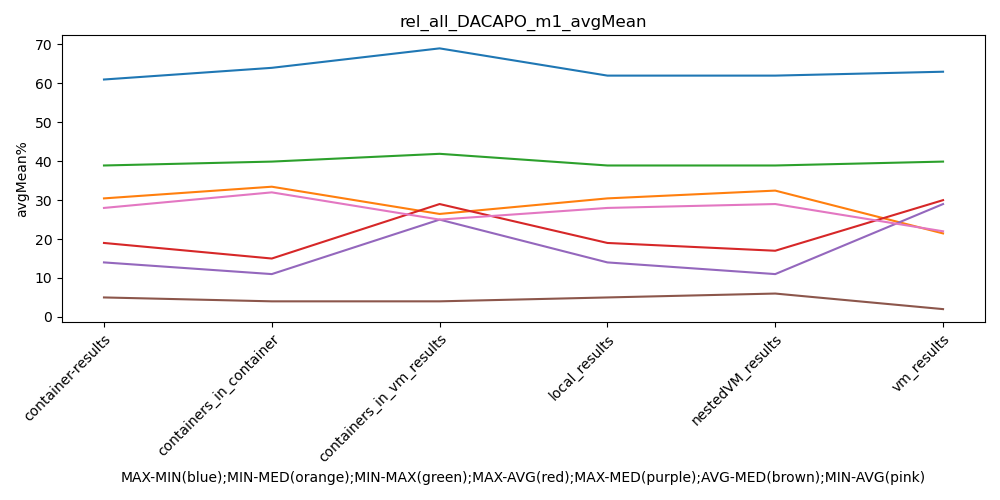 rel_all_DACAPO_m1_avgMean
avgMean%
70
60
50
40
30
20
10
0
container-results
containers_in_container
containers_in_vm_results
local_results
nestedVM_results
vm_results
MAX-MIN(blue);MIN-MED(orange);MIN-MAX(green);MAX-AVG(red);MAX-MED(purple);AVG-MED(brown);MIN-AVG(pink)